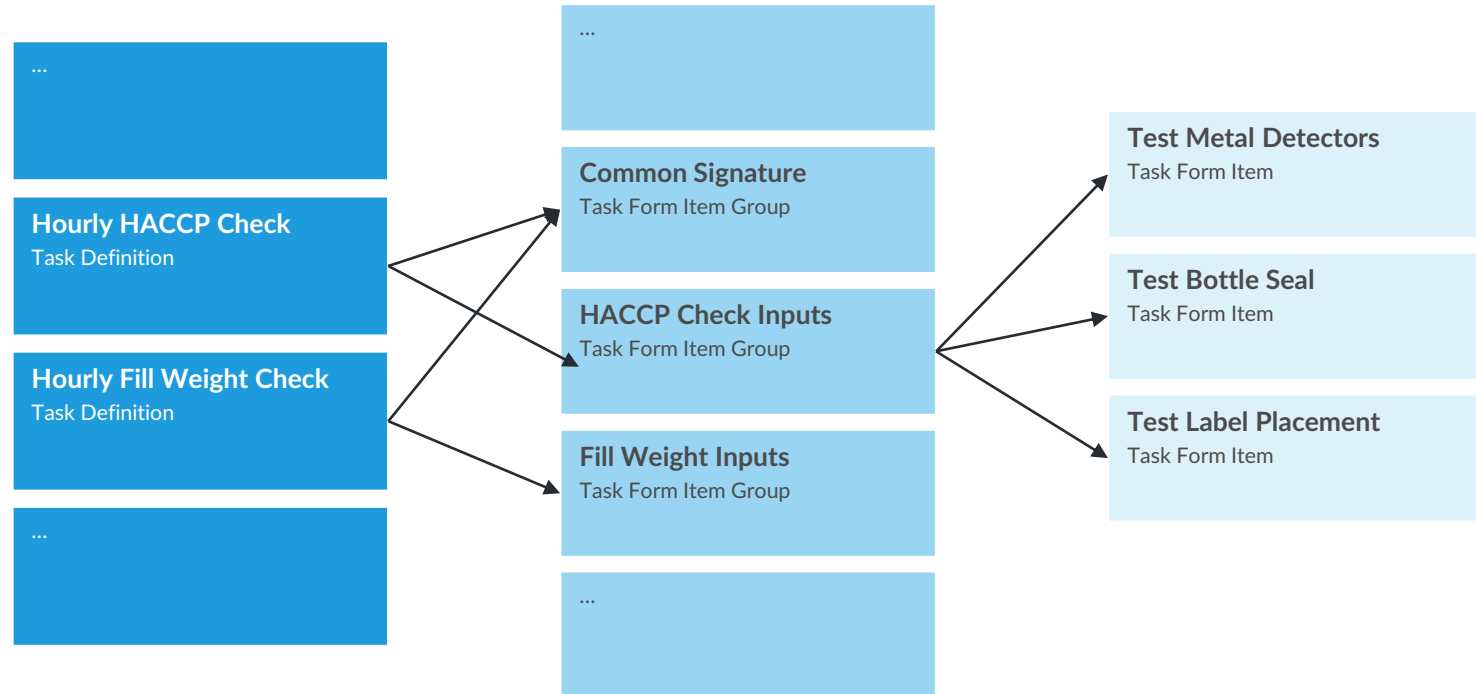 ...
Hourly HACCP Check
Task Definition
Hourly Fill Weight Check
Task Definition
...
...
Common Signature
Task Form Item Group
HACCP Check Inputs
Task Form Item Group
Fill Weight Inputs
Task Form Item Group
...
Test Metal Detectors
Task Form Item
Test Bottle Seal
Task Form Item
Test Label Placement
Task Form Item